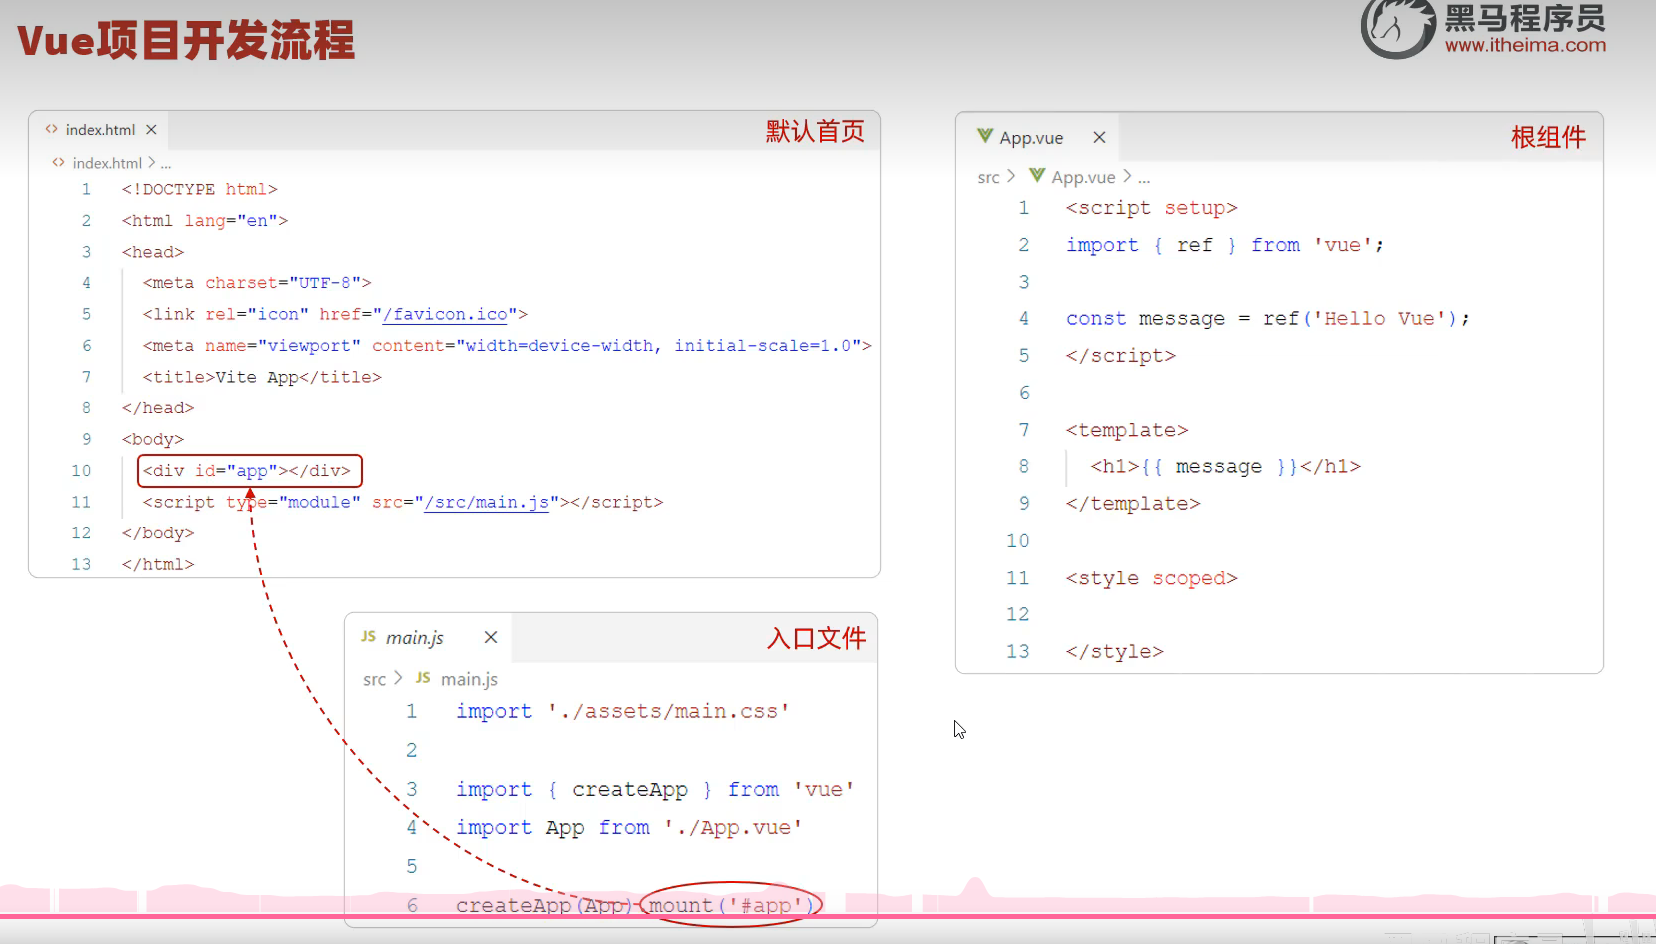 Vue项目开发流程
黑马程序员
www.itheima.com
index.html
默认首页
index.html > ...
1 <!DOCTYPE html>
2 <html lang="en">
3 <head>
4 <meta charset="UTF-8">
5 <link rel="icon" href="/favicon.ico">
6 <meta name="viewport" content="width=device-width, initial-scale=1.0">
7 <title>Vite App</title>
8 </head>
9 <body>
10 <div id="app"></div>
11 <script type="module" src="/src/main.js"></script>
12 </body>
13 </html>
JS main.js
入口文件
src > JS main.js
1 import './assets/main.css'
2
3 import { createApp } from 'vue'
4 import App from './App.vue'
5
6 createApp(App).mount('#app')
App.vue
根组件
src > App.vue > ...
1 <script setup>
2 import { ref } from 'vue';
3
4 const message = ref('Hello Vue');
5 </script>
6
7 <template>
8 <h1>{{ message }}</h1>
9 </template>
10
11 <style scoped>
12
13 </style>